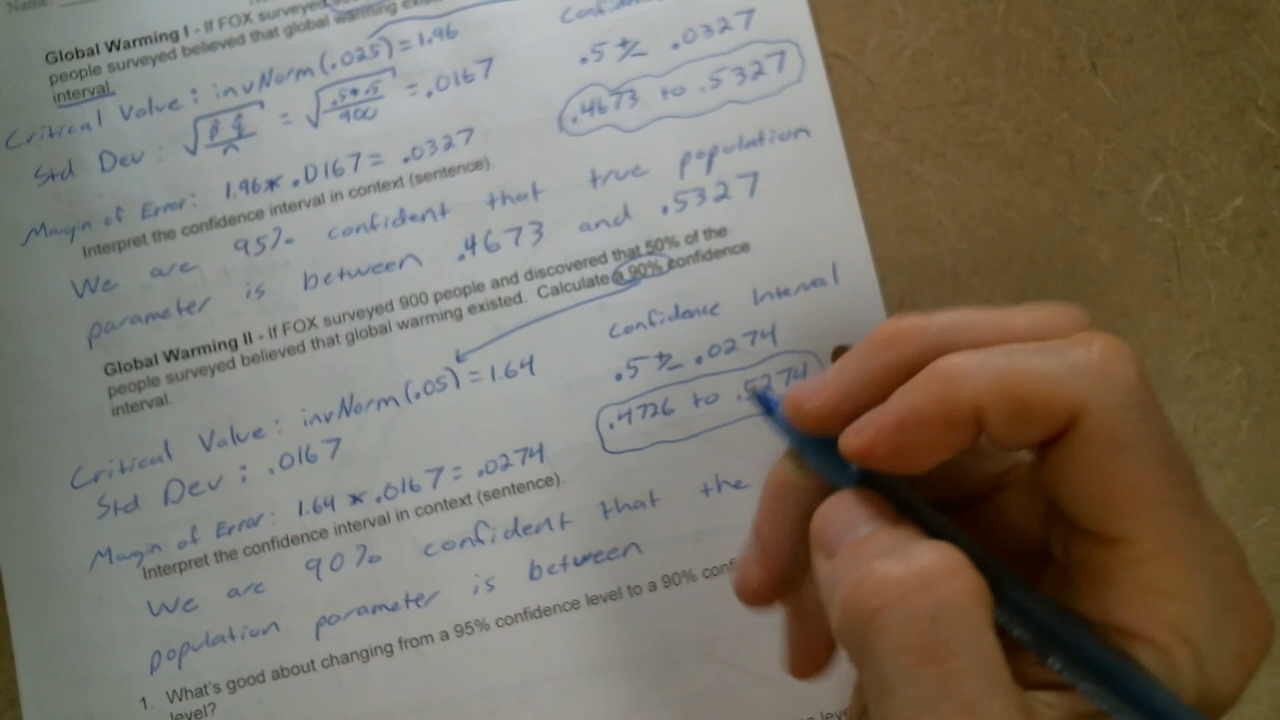 Name:
Global Warming I - If FOX surveyed
people surveyed believed that global warming
interval.
Critical Value: invNorm(.025)=1.96
Std Dev: √p̂ q̂/n = √.5*.5/900 = .0167
Margin of Error: 1.96*.0167= .0327
.5 +/- .0327
.4673 to .5327
Interpret the confidence interval in context (sentence)
We are 95% confident that true population
parameter is between .4673 and .5327
Global Warming II - If FOX surveyed 900 people and discovered that 50% of the
people surveyed believed that global warming existed. Calculate a 90% confidence
interval.
Critical Value: invNorm(.05)=1.64
Std Dev: .0167
Margin of Error: 1.64*.0167= .0274
Confidence Interval
.5 +/- .0274
.4726 to .5274
Interpret the confidence interval in context (sentence)
We are 90% confident that the
population parameter is between
1. What's good about changing from a 95% confidence level to a 90%
level?